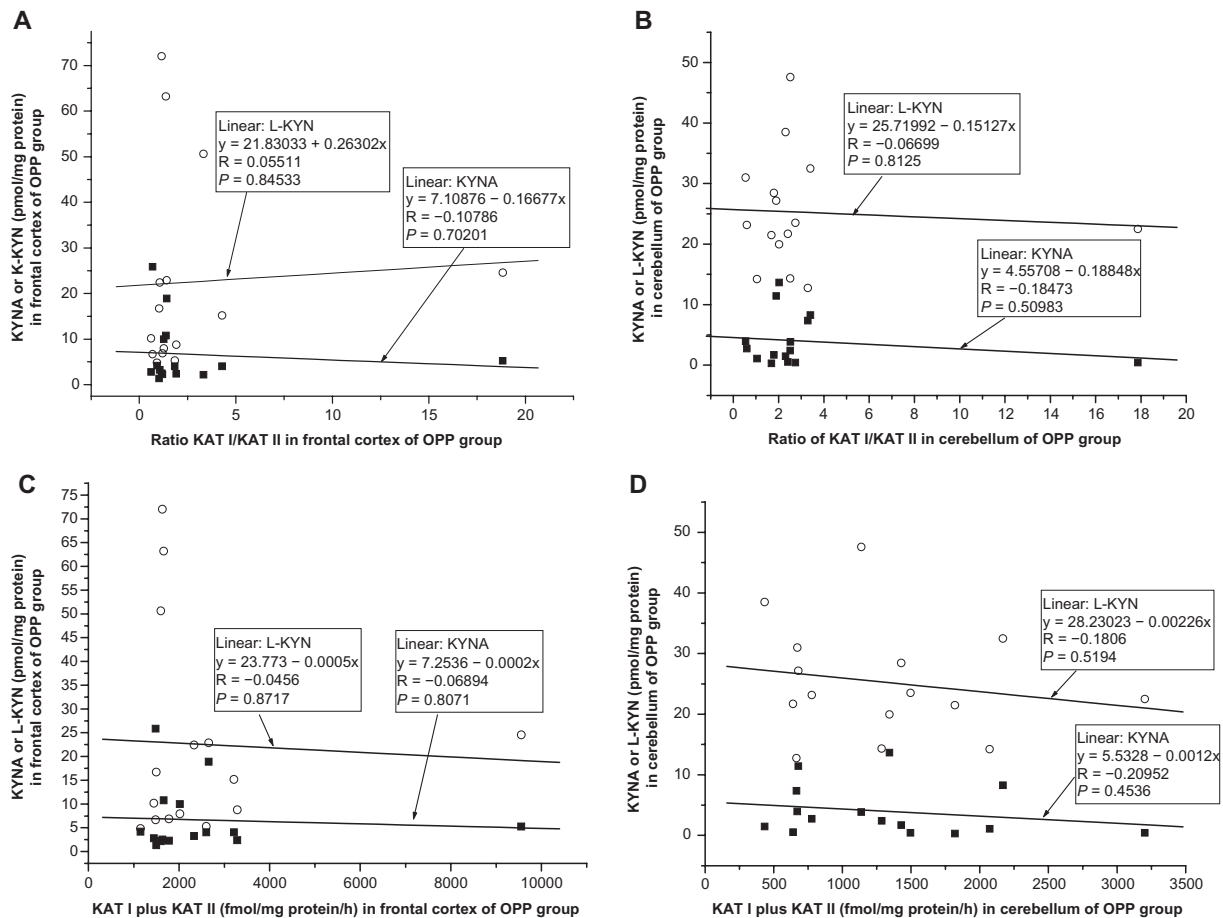 A
KYNA or K-KYN (pmol/mg protein)
in frontal cortex of OPP group
75
70
65
60
55
50
45
40
35
30
25
20
15
10
5
0
Linear: L-KYN
y = 21.83033 + 0.26302x
R = 0.05511
P = 0.84533
Linear: KYNA
y = 7.10876 − 0.16677x
R = −0.10786
P = 0.70201
0 5 10 15 20
Ratio KAT I/KAT II in frontal cortex of OPP group
B
KYNA or L-KYN (pmol/mg protein)
in cerebellum of OPP group
60
50
40
30
20
10
0
Linear: L-KYN
y = 25.71992 − 0.15127x
R = −0.06699
P = 0.8125
Linear: KYNA
y = 4.55708 − 0.18848x
R = −0.18473
P = 0.50983
0 2 4 6 8 10 12 14 16 18 20
Ratio of KAT I/KAT II in cerebellum of OPP group
C
KYNA or L-KYN (pmol/mg protein)
in frontal cortex of OPP group
75
70
65
60
55
50
45
40
35
30
25
20
15
10
5
0
Linear: L-KYN
y = 23.773 − 0.0005x
R = −0.0456
P = 0.8717
Linear: KYNA
y = 7.2536 − 0.0002x
R = −0.06894
P = 0.8071
0 2000 4000 6000 8000 10000
KAT I plus KAT II (fmol/mg protein/h) in frontal cortex of OPP group
D
KYNA or L-KYN (pmol/mg protein)
in cerebellum of OPP group
50
40
30
20
10
0
Linear: L-KYN
y = 28.23023 − 0.00226x
R = −0.1806
P = 0.5194
Linear: KYNA
y = 5.5328 − 0.0012x
R = −0.20952
P = 0.4536
0 500 1000 1500 2000 2500 3000 3500
KAT I plus KAT II (fmol/mg protein/h) in cerebellum of OPP group